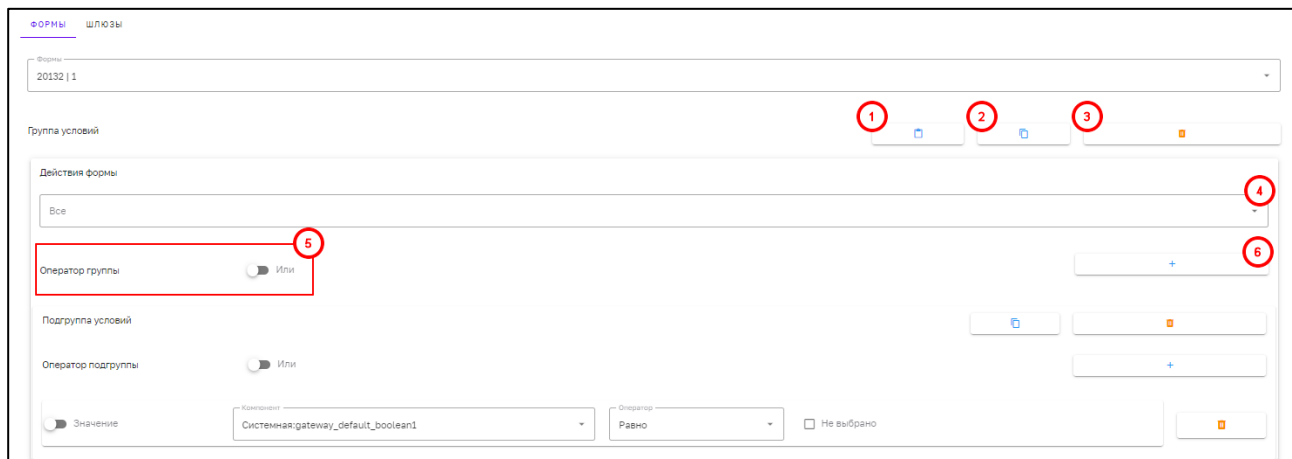 ФОРМЫ ШЛЮЗЫ
Формы
20132 | 1
1 2 3
Группа условий
Действия формы
4
Все
5
6
Оператор группы Или +
Подгруппа условий
Оператор подгруппы Или +
Компонент Оператор
Значение Системная:gateway_default_boolean1 Равно Не выбрано